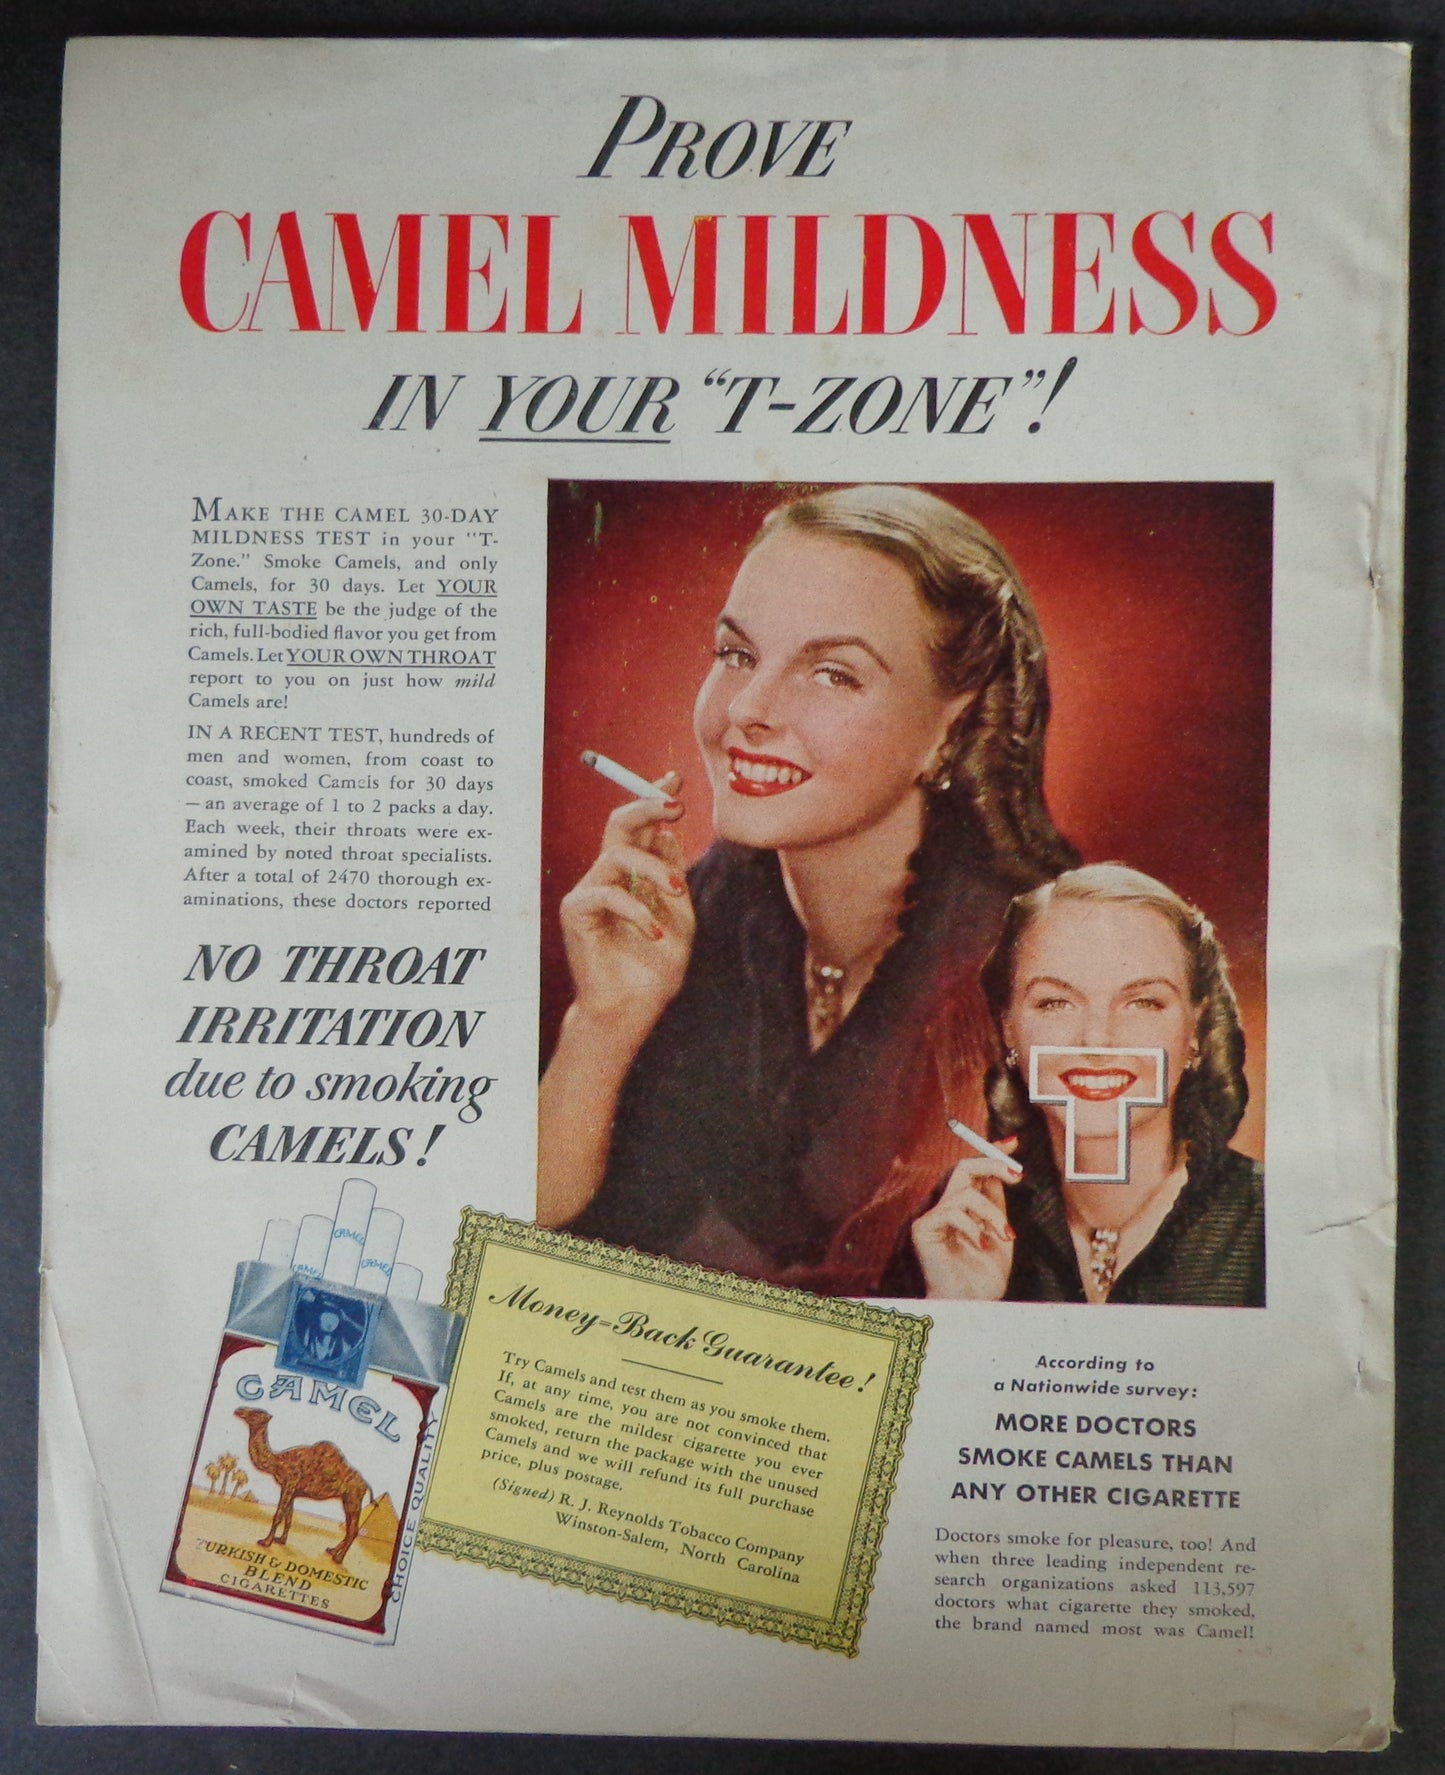 PROVE
CAMEL MILDNESS
IN YOUR "T-ZONE"!
MAKE THE CAMEL 30-DAY
MILDNESS TEST in your "T-
Zone." Smoke Camels, and only
Camels, for 30 days. Let YOUR
OWN TASTE be the judge of the
rich, full-bodied flavor you get from
Camels. Let YOUR OWN THROAT
report to you on just how mild
Camels are!
IN A RECENT TEST, hundreds of
men and women, from coast to
coast, smoked Camels for 30 days
— an average of 1 to 2 packs a day.
Each week, their throats were ex-
amined by noted throat specialists.
After a total of 2470 thorough ex-
aminations, these doctors reported
NO THROAT
IRRITATION
due to smoking
CAMELS!
T
CAMEL
CAMEL
CAMEL
CAMEL
CHOICE QUALITY
TURKISH & DOMESTIC
BLEND
CIGARETTES
Money-Back Guarantee!
Try Camels and test them as you smoke them.
If, at any time, you are not convinced that
Camels are the mildest cigarette you ever
smoked, return the package with the unused
Camels and we will refund its full purchase
price, plus postage.
(Signed) R. J. Reynolds Tobacco Company
Winston-Salem, North Carolina
According to
a Nationwide survey:
MORE DOCTORS
SMOKE CAMELS THAN
ANY OTHER CIGARETTE
Doctors smoke for pleasure, too! And
when three leading independent re-
search organizations asked 113,597
doctors what cigarette they smoked,
the brand named most was Camel!